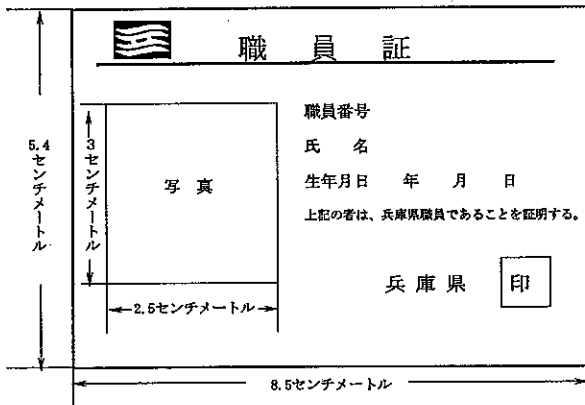 職員証
職員番号
氏名
生年月日 年 月 日
上記の者は、兵庫県職員であることを証明する。
兵庫県 印
写真
5.4センチメートル
3センチメートル
2.5センチメートル
8.5センチメートル